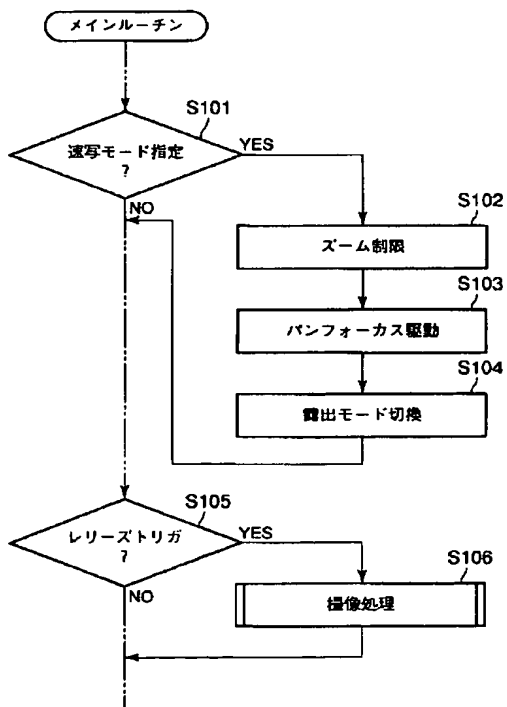 メインルーチン
S101
速写モード指定
?
YES
NO
S102
ズーム制限
S103
パンフォーカス駆動
S104
露出モード切換
S105
レリーズトリガ
?
YES
NO
S106
撮像処理